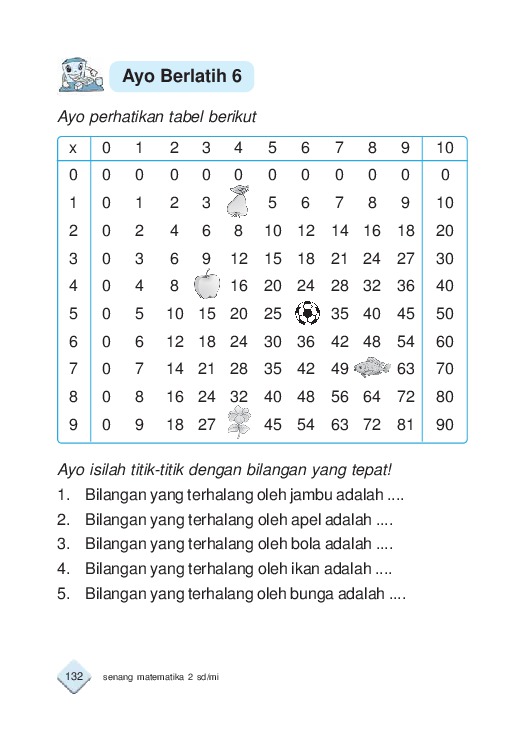 Ayo Berlatih 6
Ayo perhatikan tabel berikut
x 0 1 2 3 4 5 6 7 8 9 10
0 0 0 0 0 0 0 0 0 0 0 0
1 0 1 2 3 5 6 7 8 9 10
2 0 2 4 6 8 10 12 14 16 18 20
3 0 3 6 9 12 15 18 21 24 27 30
4 0 4 8 16 20 24 28 32 36 40
5 0 5 10 15 20 25 35 40 45 50
6 0 6 12 18 24 30 36 42 48 54 60
7 0 7 14 21 28 35 42 49 63 70
8 0 8 16 24 32 40 48 56 64 72 80
9 0 9 18 27 45 54 63 72 81 90
Ayo isilah titik-titik dengan bilangan yang tepat!
1. Bilangan yang terhalang oleh jambu adalah ....
2. Bilangan yang terhalang oleh apel adalah ....
3. Bilangan yang terhalang oleh bola adalah ....
4. Bilangan yang terhalang oleh ikan adalah ....
5. Bilangan yang terhalang oleh bunga adalah ....
132 senang matematika 2 sd/mi